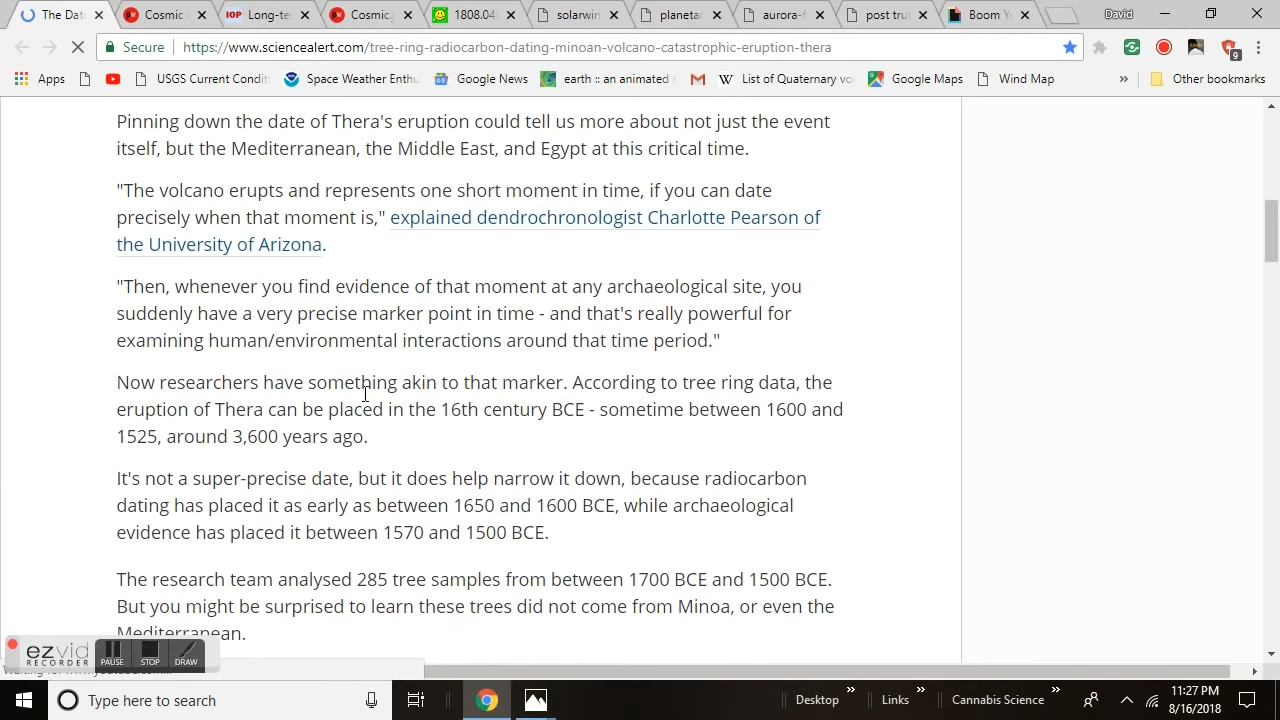 The Dat
Cosmic
IOP Long-te
Cosmic.
1808.04
solarwin
planetar
aurora-f
post tru
Boom Y
David
Secure
https://www.sciencealert.com/tree-ring-radiocarbon-dating-minoan-volcano-catastrophic-eruption-thera
9
Apps
USGS Current Condit
Space Weather Enthu
Google News
earth :: an animated
List of Quaternary vol
Google Maps
Wind Map
»
Other bookmarks
Pinning down the date of Thera's eruption could tell us more about not just the event
itself, but the Mediterranean, the Middle East, and Egypt at this critical time.
"The volcano erupts and represents one short moment in time, if you can date
precisely when that moment is," explained dendrochronologist Charlotte Pearson of
the University of Arizona.
"Then, whenever you find evidence of that moment at any archaeological site, you
suddenly have a very precise marker point in time - and that's really powerful for
examining human/environmental interactions around that time period."
Now researchers have something akin to that marker. According to tree ring data, the
eruption of Thera can be placed in the 16th century BCE - sometime between 1600 and
1525, around 3,600 years ago.
It's not a super-precise date, but it does help narrow it down, because radiocarbon
dating has placed it as early as between 1650 and 1600 BCE, while archaeological
evidence has placed it between 1570 and 1500 BCE.
The research team analysed 285 tree samples from between 1700 BCE and 1500 BCE.
But you might be surprised to learn these trees did not come from Minoa, or even the
Mediterranean.
ezvid
RECORDER
PAUSE
STOP
DRAW
Type here to search
Desktop
»
Links
»
Cannabis Science
»
11:27 PM
8/16/2018